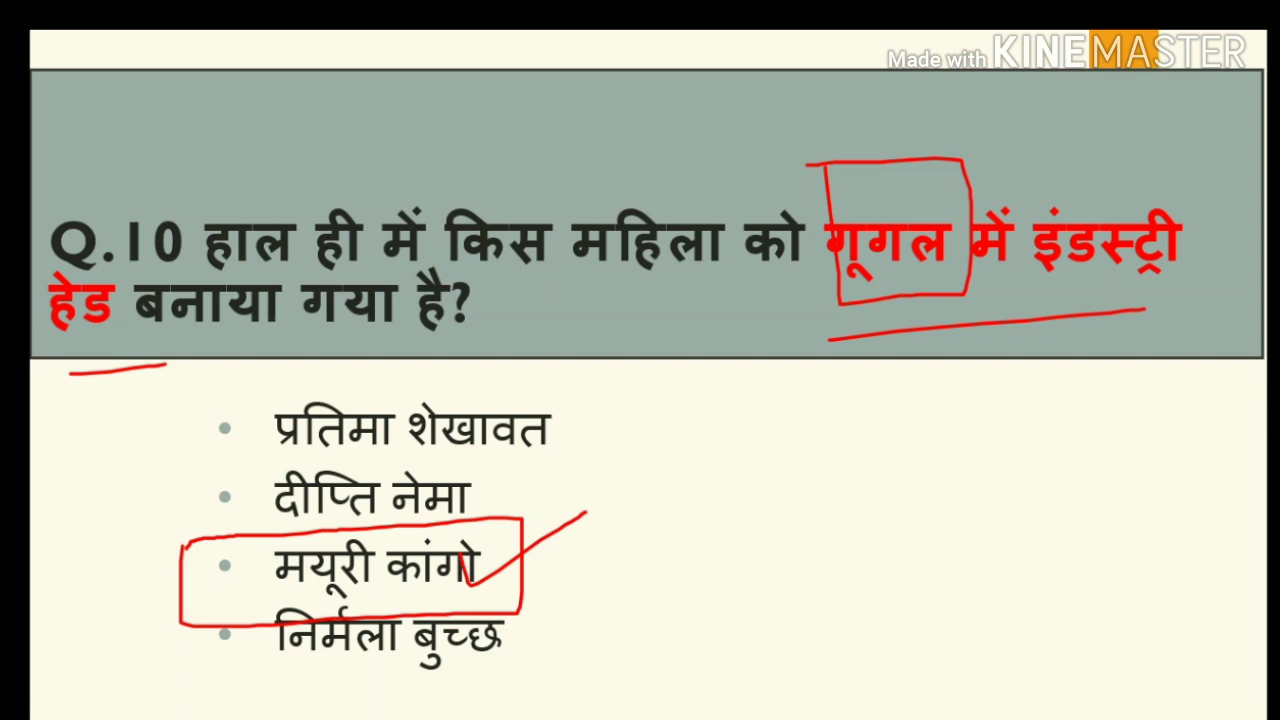 Made with KINEMASTER
Q.10 हाल ही में किस महिला को गूगल में इंडस्ट्री
हेड बनाया गया है?
• प्रतिमा शेखावत
• दीप्ति नेमा
• मयूरी कांगो
• निर्मला बुच्छ